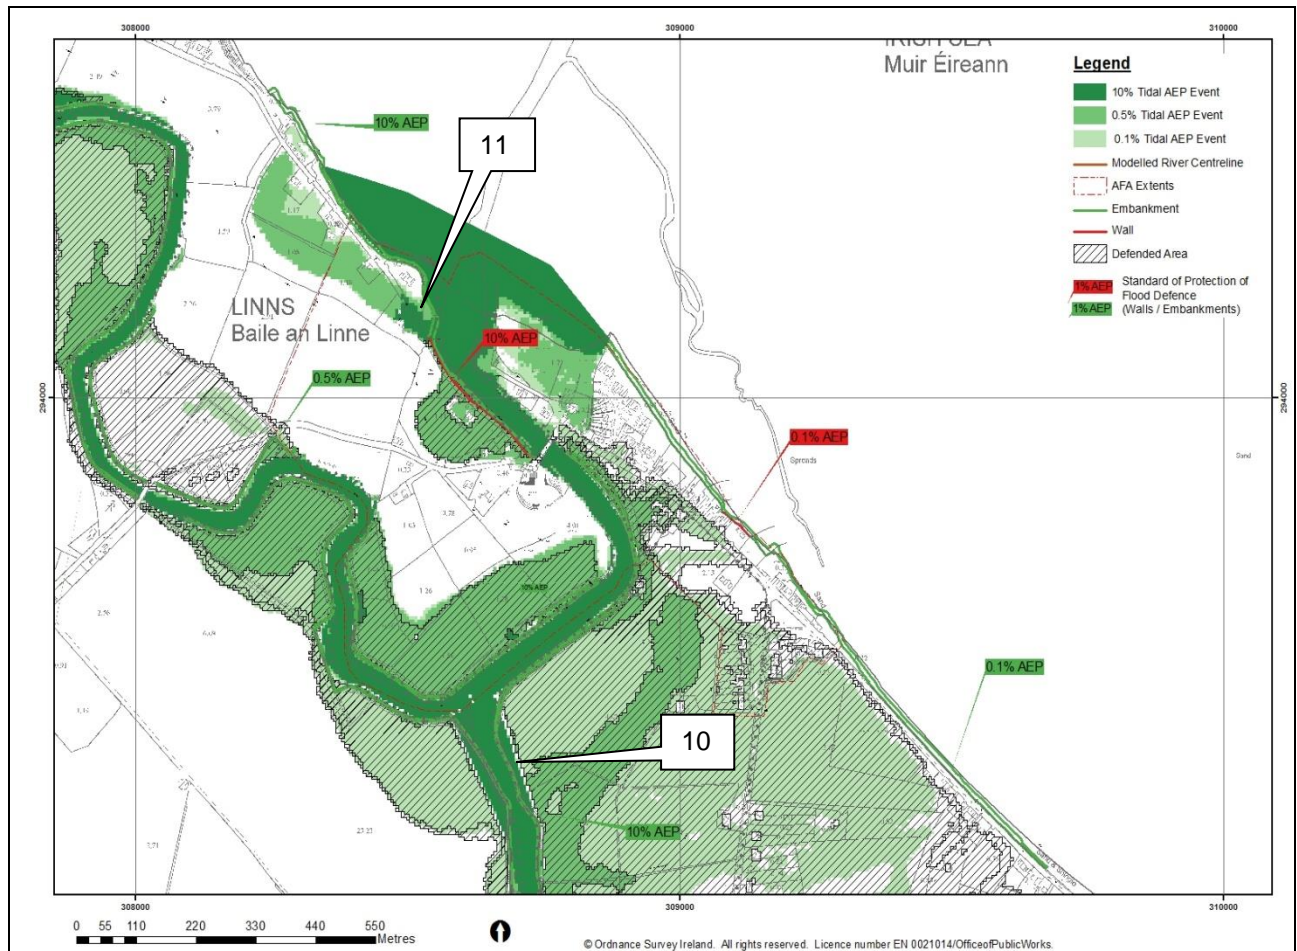 308000
309000
310000
IRISH SEA
Muir Éireann
Legend
10% Tidal AEP Event
0.5% Tidal AEP Event
0.1% Tidal AEP Event
Modelled River Centreline
AFA Extents
Embankment
Wall
Defended Area
1% AEP
Standard of Protection of
Flood Defence
(Walls / Embankments)
1% AEP
10% AEP
11
LINNS
Baile an Linne
10% AEP
0.5% AEP
294000
294000
0.1% AEP
Sand
10% AEP
Sand
0.1% AEP
10
10% AEP
308000
309000
310000
0 55 110 220 330 440 550
Metres
© Ordnance Survey Ireland. All rights reserved. Licence number EN 0021014/OfficeofPublicWorks.